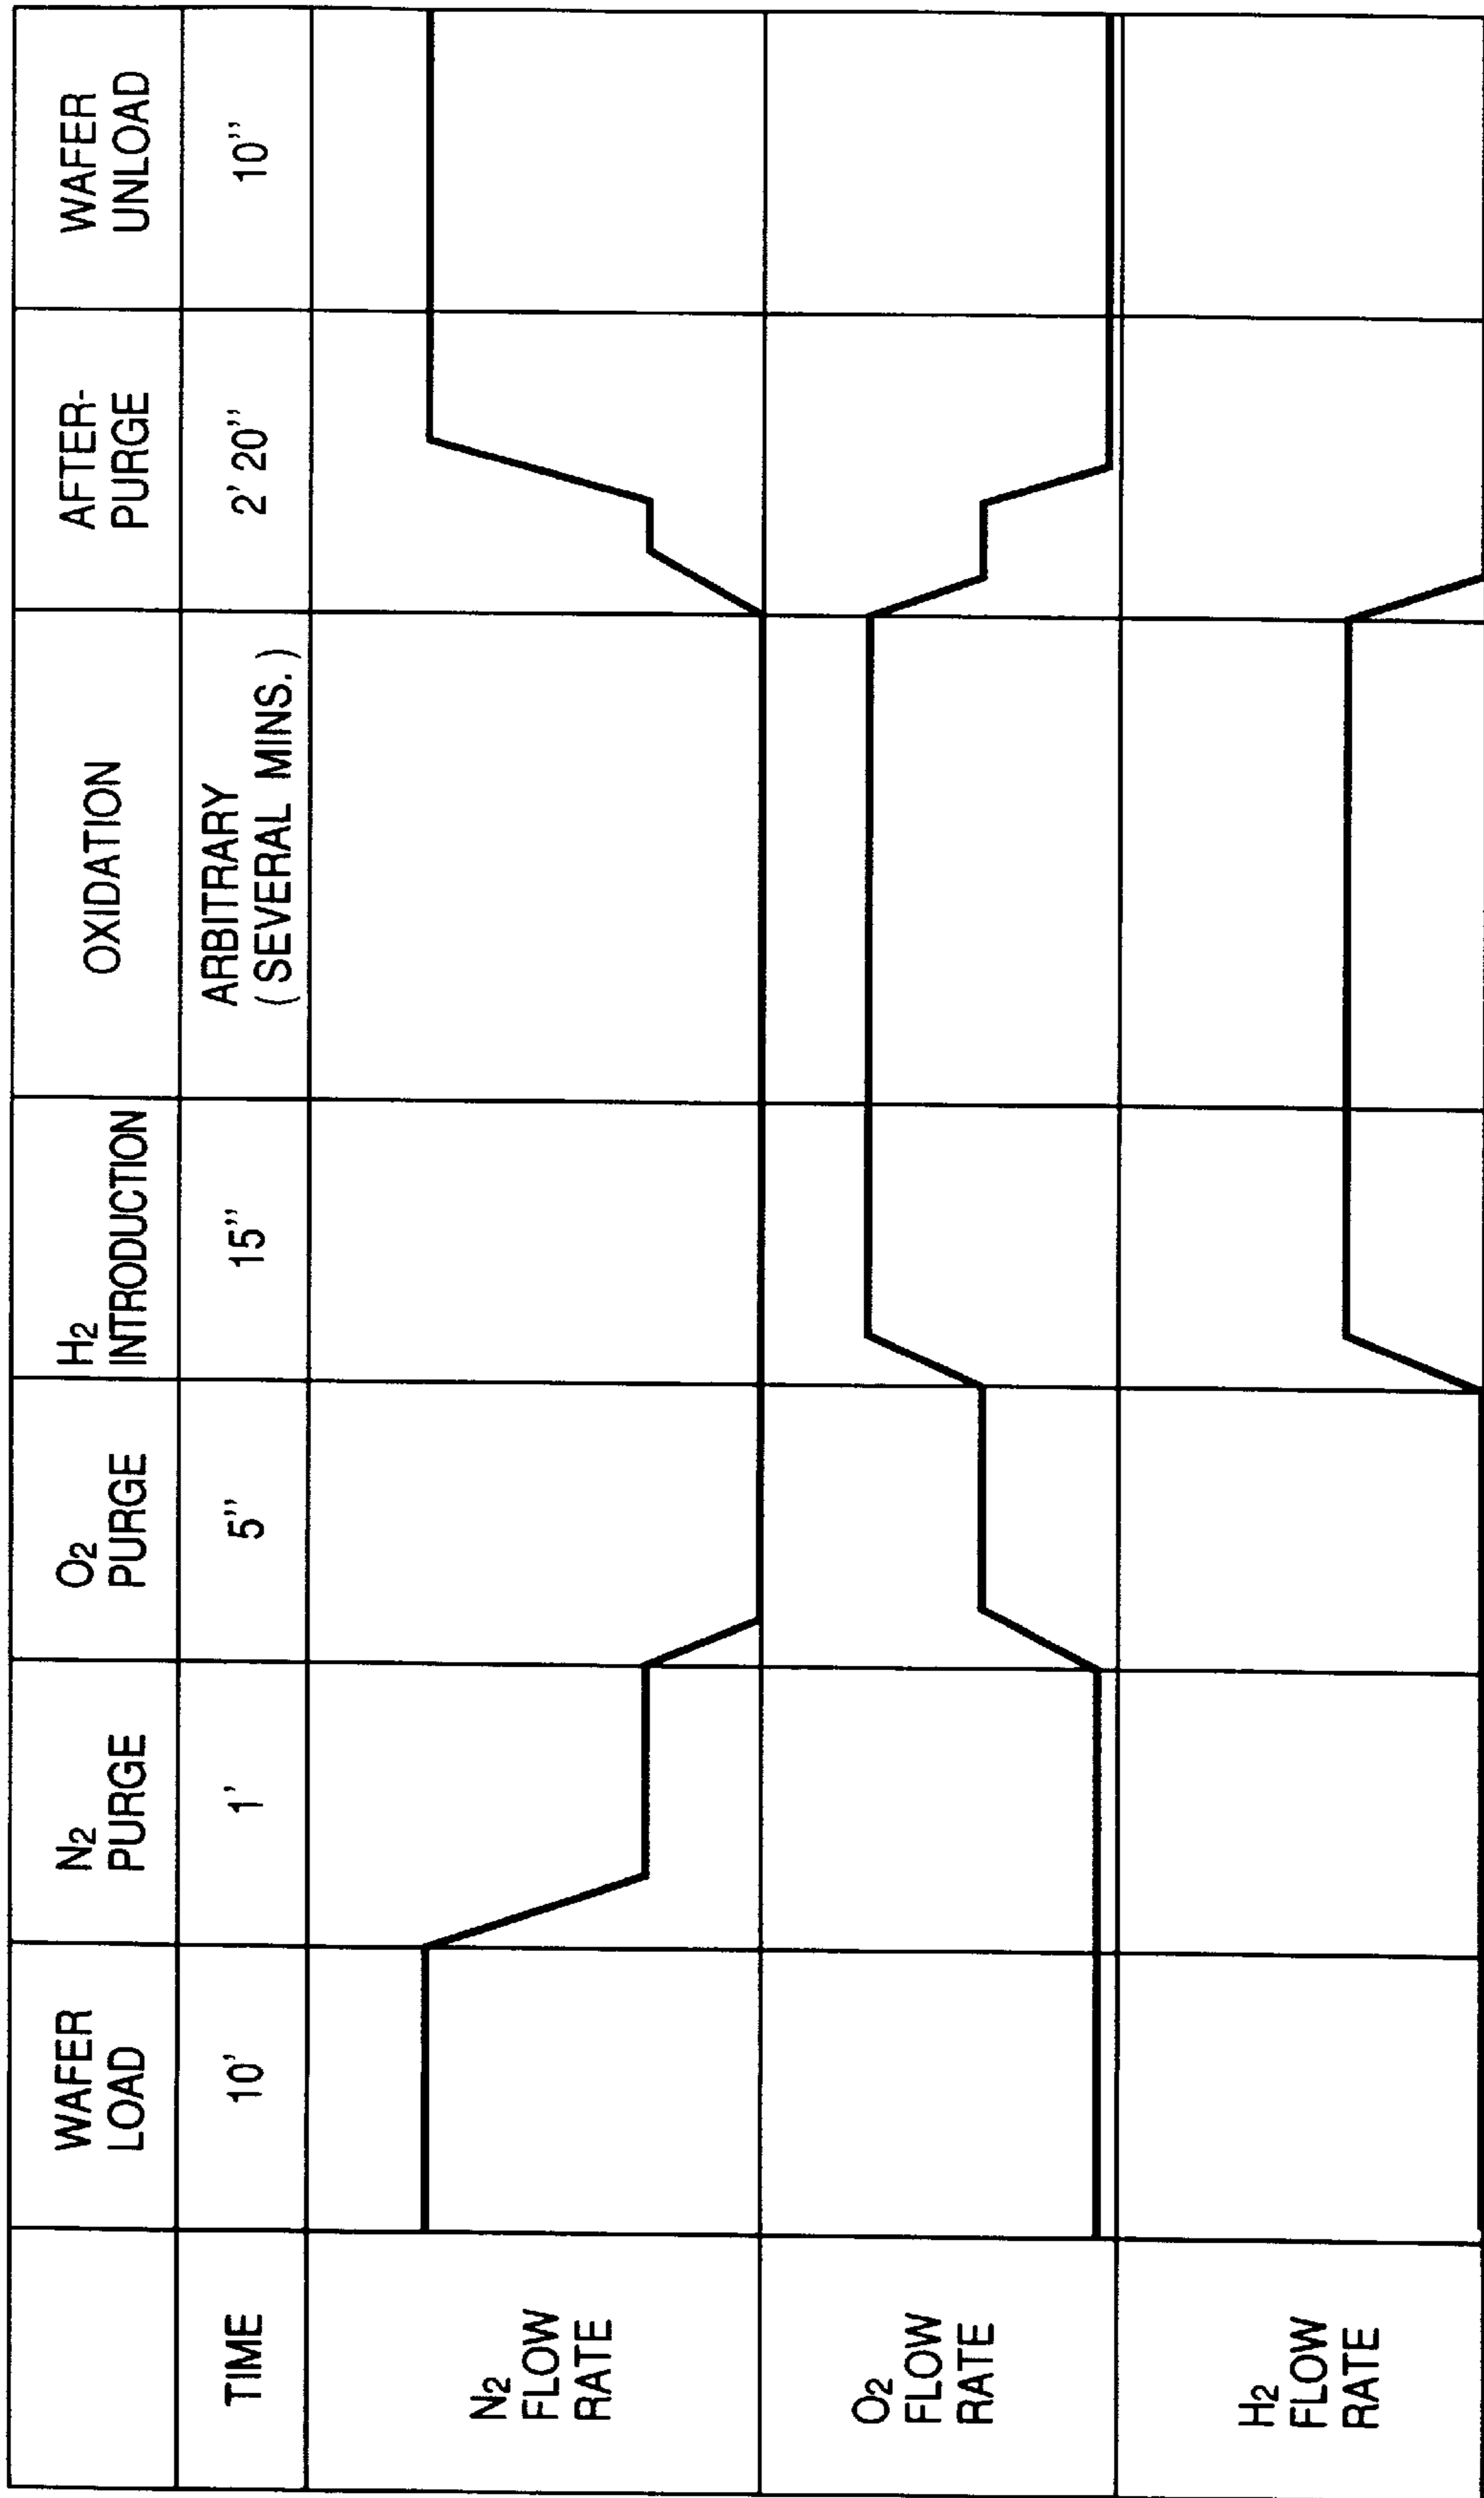 WAFER
LOAD
N₂
PURGE
O₂
PURGE
H₂
INTRODUCTION
OXIDATION
AFTER-
PURGE
WAFER
UNLOAD
TIME
10'
1'
5"
15"
ARBITRARY
(SEVERAL MINS.)
2' 20"
10"
N₂
FLOW
RATE
O₂
FLOW
RATE
H₂
FLOW
RATE